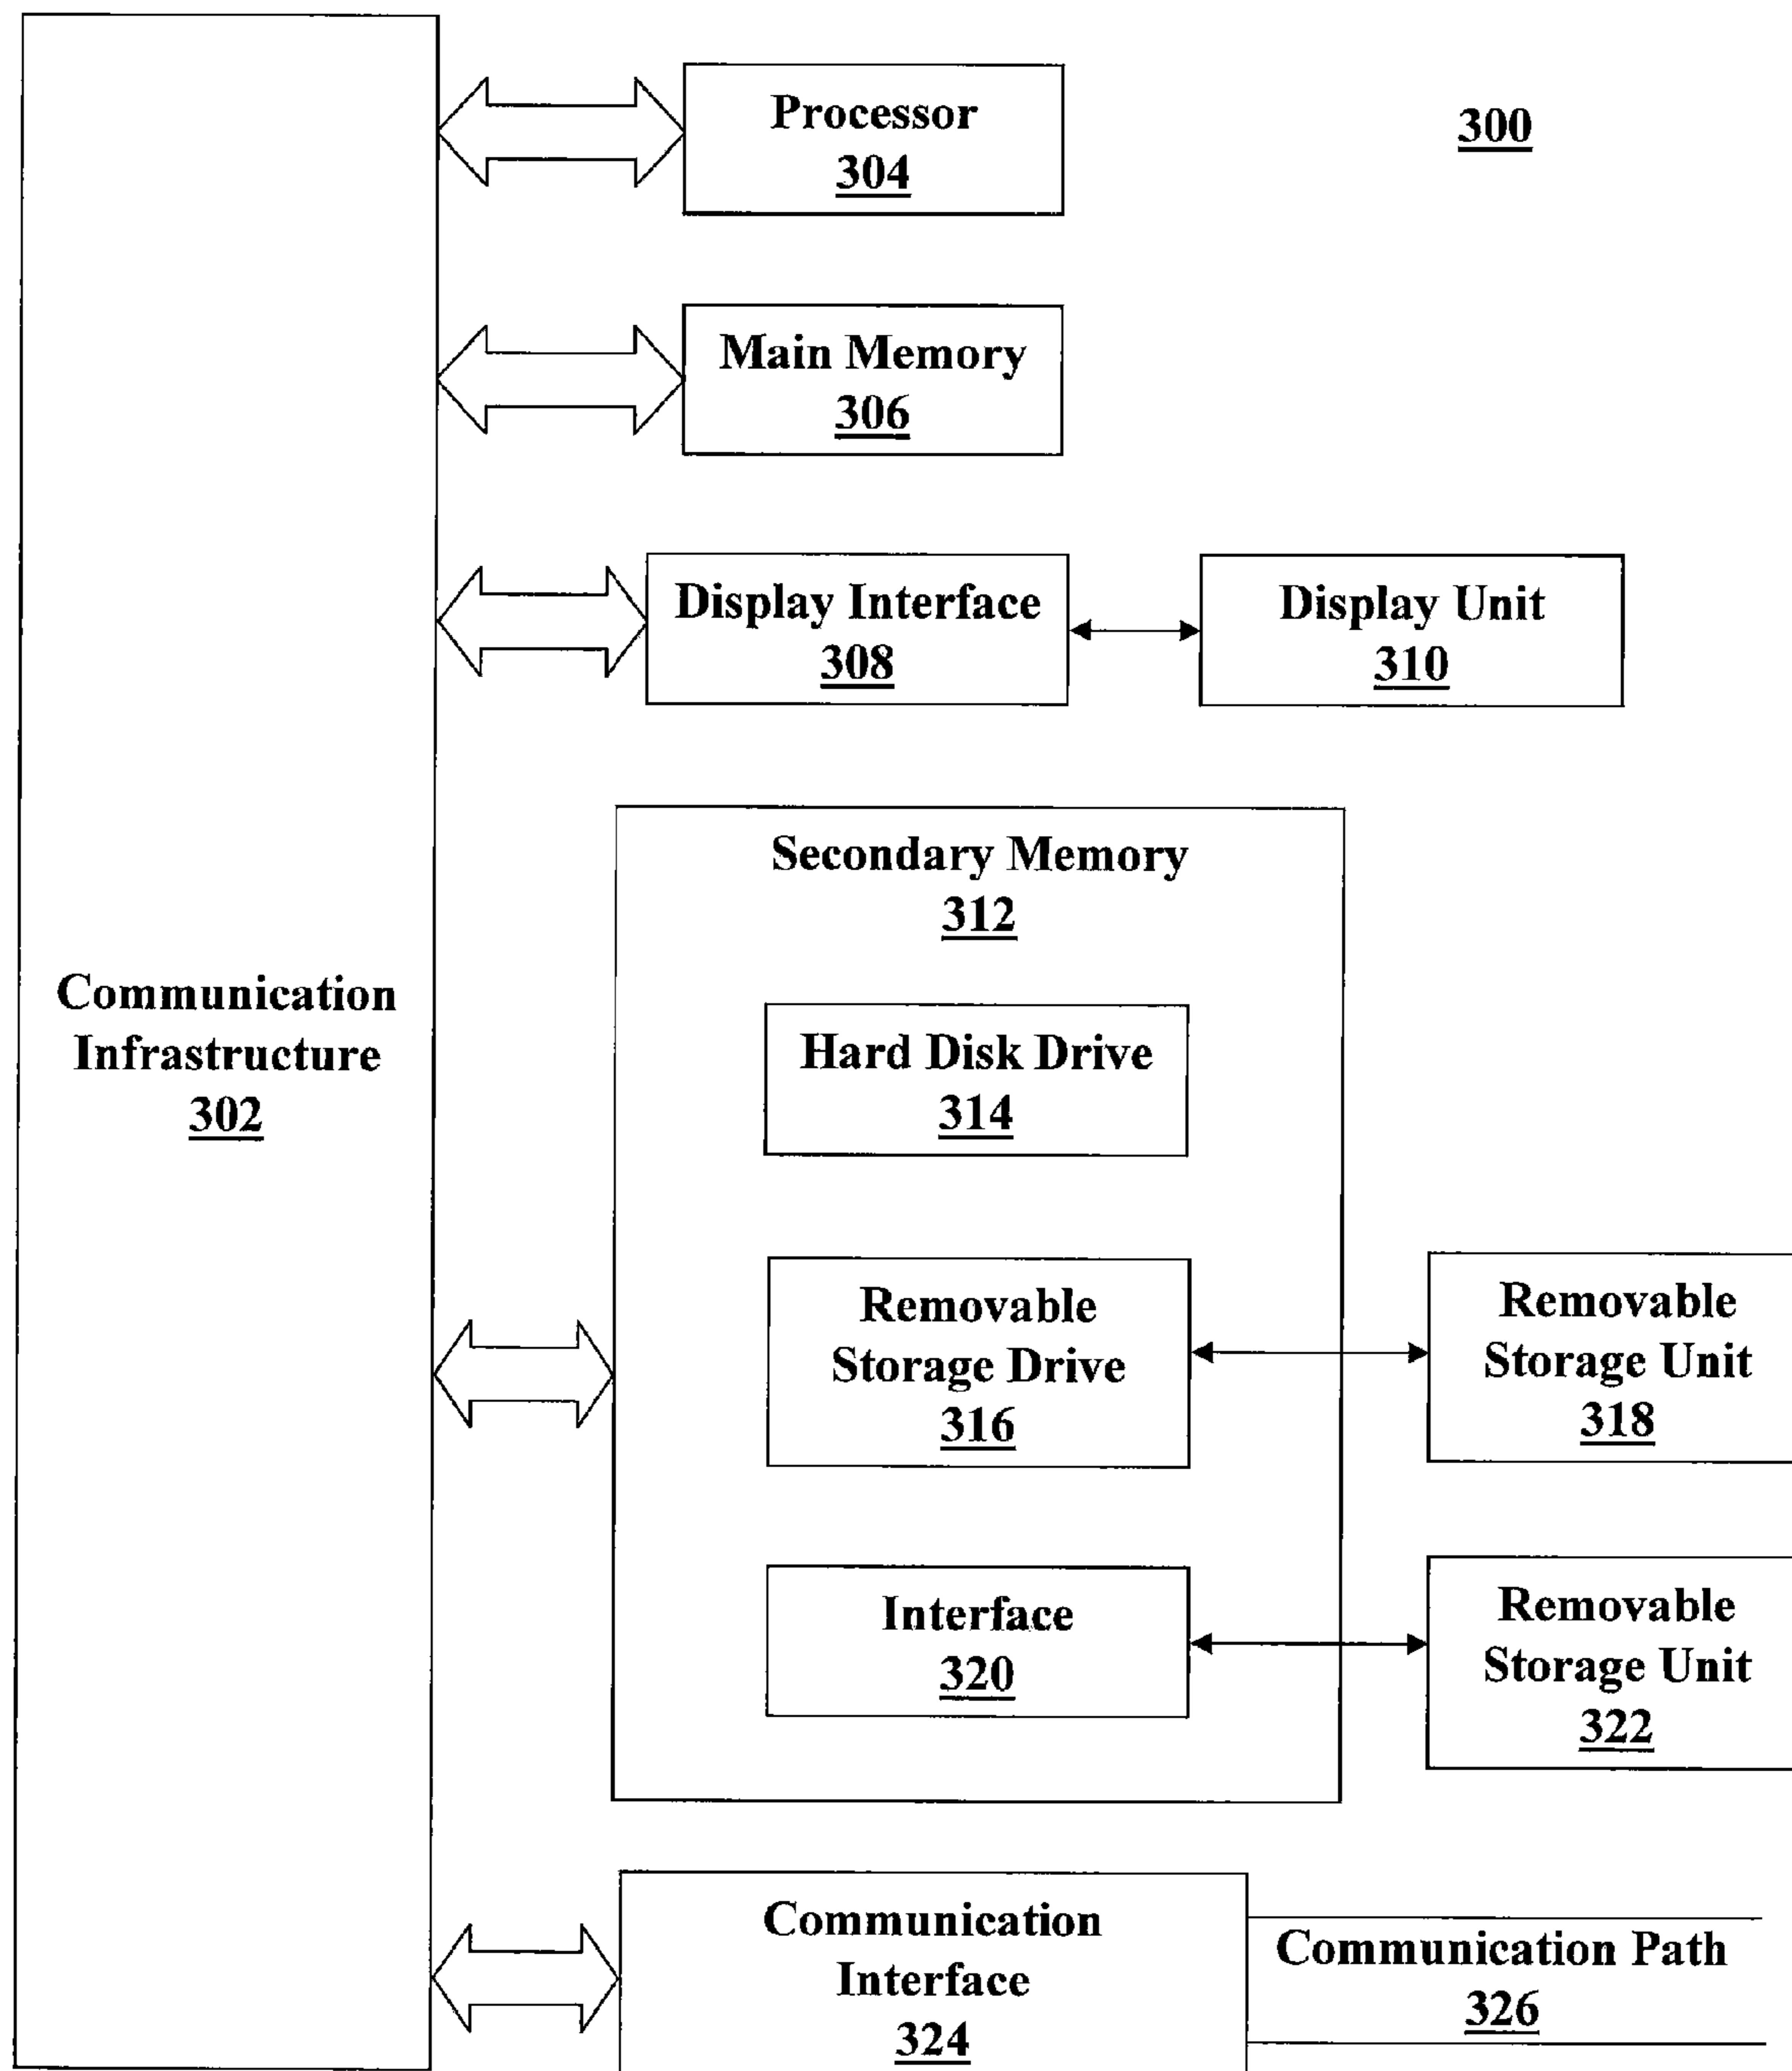 Processor
304
300
Main Memory
306
Display Interface
308
Display Unit
310
Secondary Memory
312
Communication
Infrastructure
302
Hard Disk Drive
314
Removable
Storage Drive
316
Removable
Storage Unit
318
Interface
320
Removable
Storage Unit
322
Communication
Interface
324
Communication Path
326